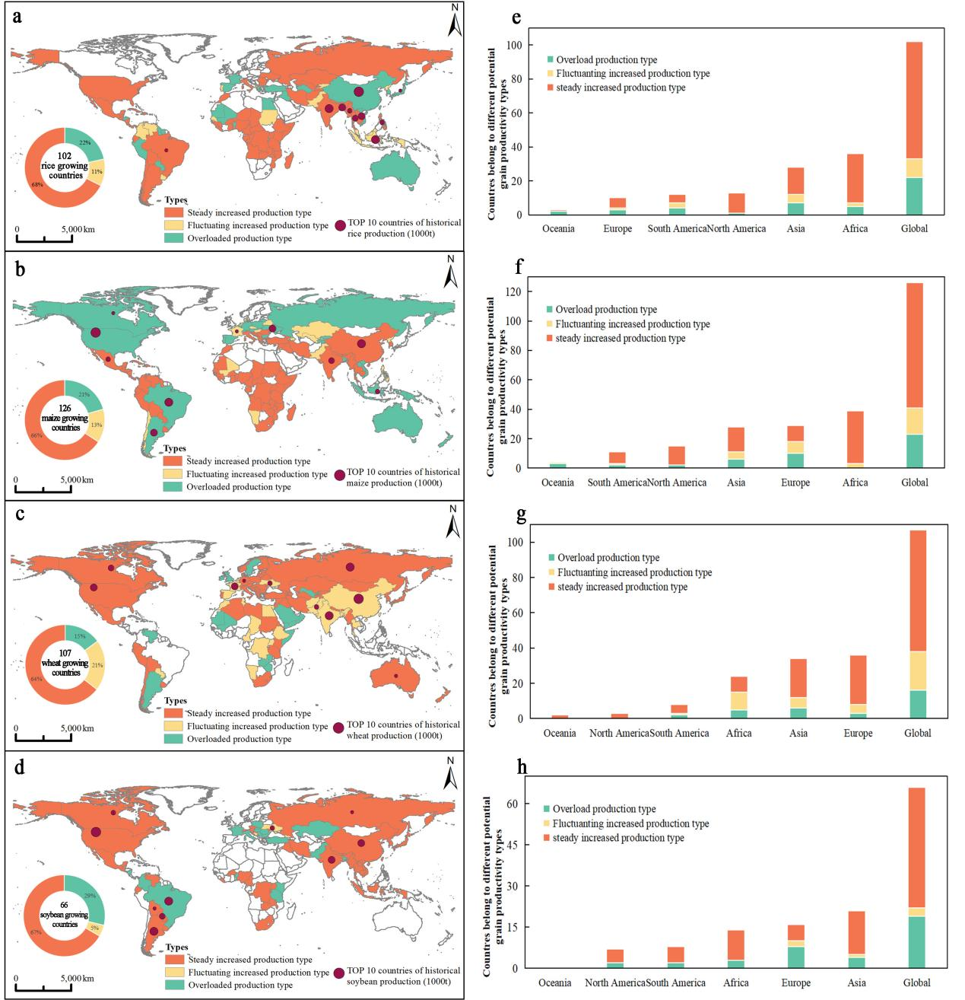 a
N
102
rice growing
countries
22%
11%
68%
Types
Steady increased production type
Fluctuating increased production type
Overloaded production type
TOP 10 countries of historical
rice production (1000t)
0 5,000 km
e
Countres belong to different potential
grain productivity types
100
80
60
40
20
0
Overload production type
Fluctuanting increased production type
steady increased production type
Oceania Europe South America North America Asia Africa Global
b
N
126
maize growing
countries
21%
13%
66%
Types
Steady increased production type
Fluctuating increased production type
Overloaded production type
TOP 10 countries of historical
maize production (1000t)
0 5,000 km
f
Countres belong to different potential
grain productivity types
120
100
80
60
40
20
0
Overload production type
Fluctuanting increased production type
steady increased production type
Oceania South America North America Asia Europe Africa Global
c
N
107
wheat growing
countries
15%
21%
64%
Types
Steady increased production type
Fluctuating increased production type
Overloaded production type
TOP 10 countries of historical
wheat production (1000t)
0 5,000 km
g
Countres belong to different potential
grain productivity types
100
80
60
40
20
0
Overload production type
Fluctuanting increased production type
steady increased production type
Oceania North America South America Africa Asia Europe Global
d
N
66
soybean growing
countries
29%
5%
67%
Types
Steady increased production type
Fluctuating increased production type
Overloaded production type
TOP 10 countries of historical
soybean production (1000t)
0 5,000 km
h
Countres belong to different potential
grain productivity types
60
45
30
15
0
Overload production type
Fluctuanting increased production type
steady increased production type
Oceania North America South America Africa Europe Asia Global